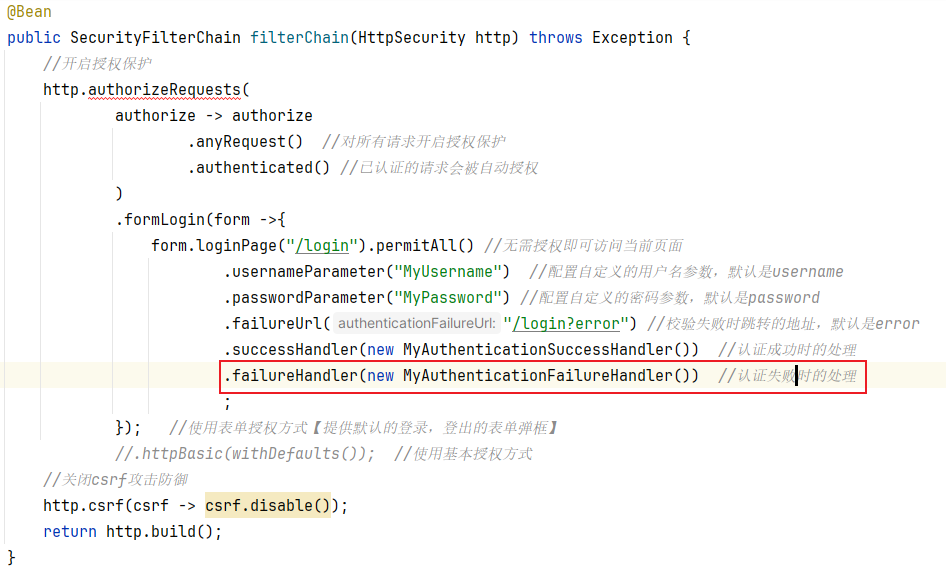 @Bean
public SecurityFilterChain filterChain(HttpSecurity http) throws Exception {
//开启授权保护
http.authorizeRequests(
authorize -> authorize
.anyRequest()  //对所有请求开启授权保护
.authenticated() //已认证的请求会被自动授权
)
.formLogin(form ->{
form.loginPage("/login").permitAll() //无需授权即可访问当前页面
.usernameParameter("MyUsername")  //配置自定义的用户名参数，默认是username
.passwordParameter("MyPassword") //配置自定义的密码参数，默认是password
.failureUrl( authenticationFailureUrl: "/login?error") //校验失败时跳转的地址，默认是error
.successHandler(new MyAuthenticationSuccessHandler())  //认证成功时的处理
.failureHandler(new MyAuthenticationFailureHandler())  //认证失败时的处理
;
});   //使用表单授权方式【提供默认的登录，登出的表单弹框】
//.httpBasic(withDefaults());  //使用基本授权方式
//关闭csrf攻击防御
http.csrf(csrf -> csrf.disable());
return http.build();
}